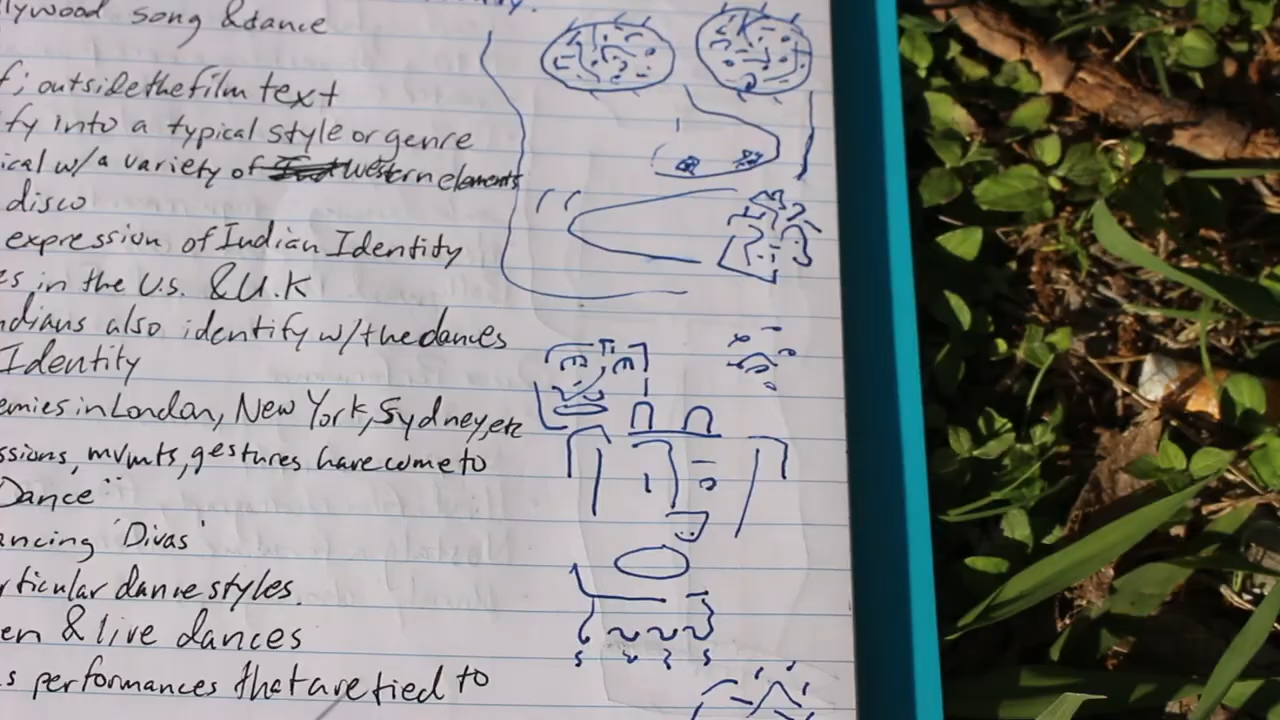 llywood song & dance
f; outside the film text
fy into a typical style or genre
ical w/ a variety of western elements
disco
expression of Indian Identity
es in the U.S. & U.K
ndians also identify w/ the dances
Identity
emies in London, New York, Sydney, etc
ssions, mvmts, gestures have come to
Dance"
ancing 'Divas'
rticular dance styles.
en & live dances
s performances that are tied to